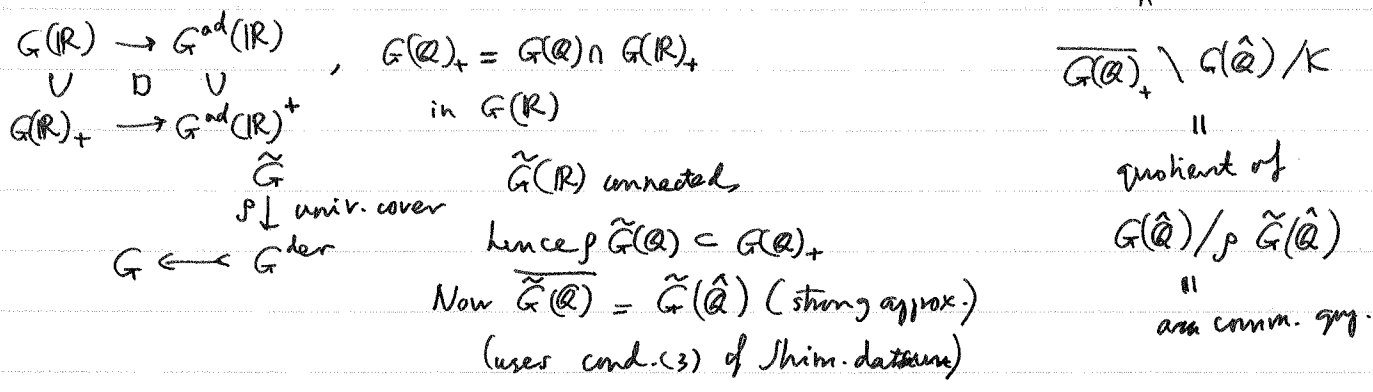 G(ℝ) → G^{ad}(ℝ) , G(ℚ)₊ = G(ℚ) ∩ G(ℝ)₊
∪ □ ∪ in G(ℝ)
G(ℝ)₊ → G^{ad}(ℝ)^+
G̃ G̃(ℝ) connected,
ρ↓ univ. cover
G ← G^{der} hence ρ G̃(ℚ) ⊂ G(ℚ)₊
Now \overline{G̃(ℚ)} = G̃(ℚ̂) (strong approx.)
(uses cond. (3) of Shim. datum)
\overline{G(ℚ)}₊ \ G(ℚ̂) / K
||
quotient of
G(ℚ̂) / ρ G̃(ℚ̂)
||
comm. gp.